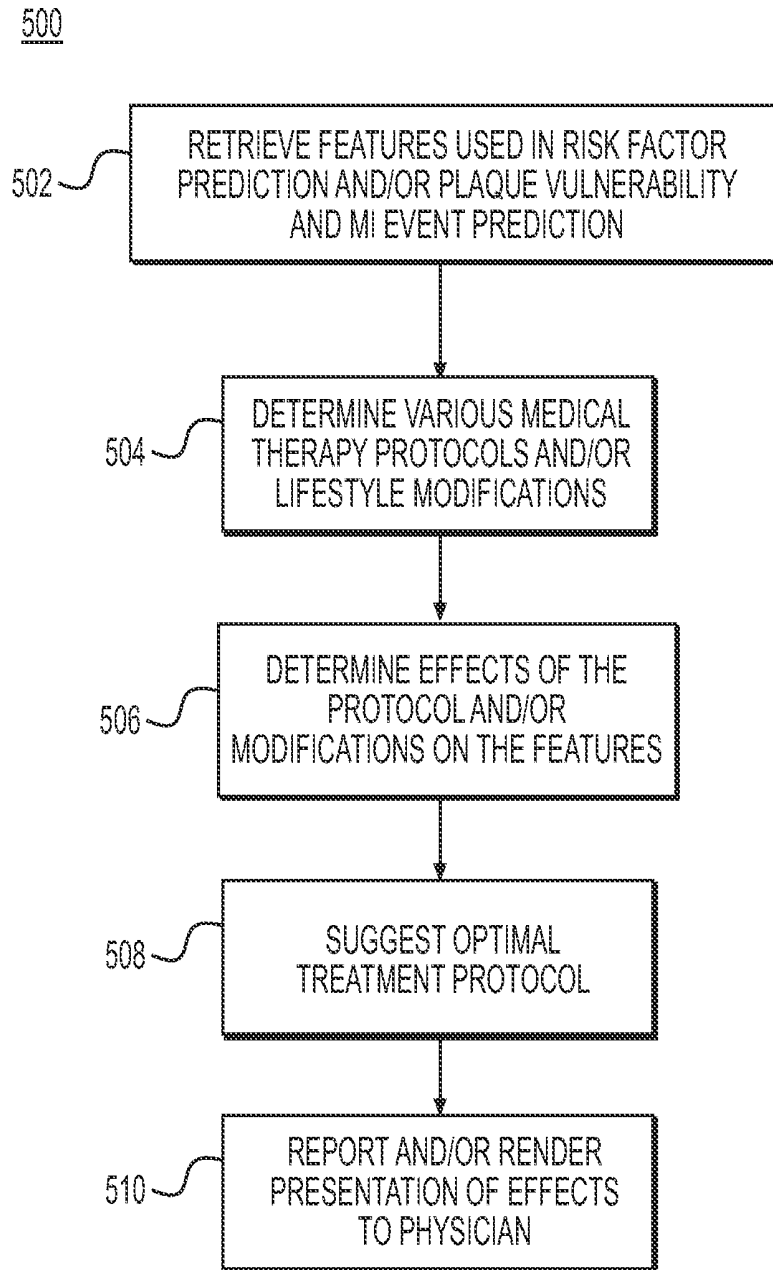 500
502
RETRIEVE FEATURES USED IN RISK FACTOR
PREDICTION AND/OR PLAQUE VULNERABILITY
AND MI EVENT PREDICTION
504
DETERMINE VARIOUS MEDICAL
THERAPY PROTOCOLS AND/OR
LIFESTYLE MODIFICATIONS
506
DETERMINE EFFECTS OF THE
PROTOCOL AND/OR
MODIFICATIONS ON THE FEATURES
508
SUGGEST OPTIMAL
TREATMENT PROTOCOL
510
REPORT AND/OR RENDER
PRESENTATION OF EFFECTS
TO PHYSICIAN